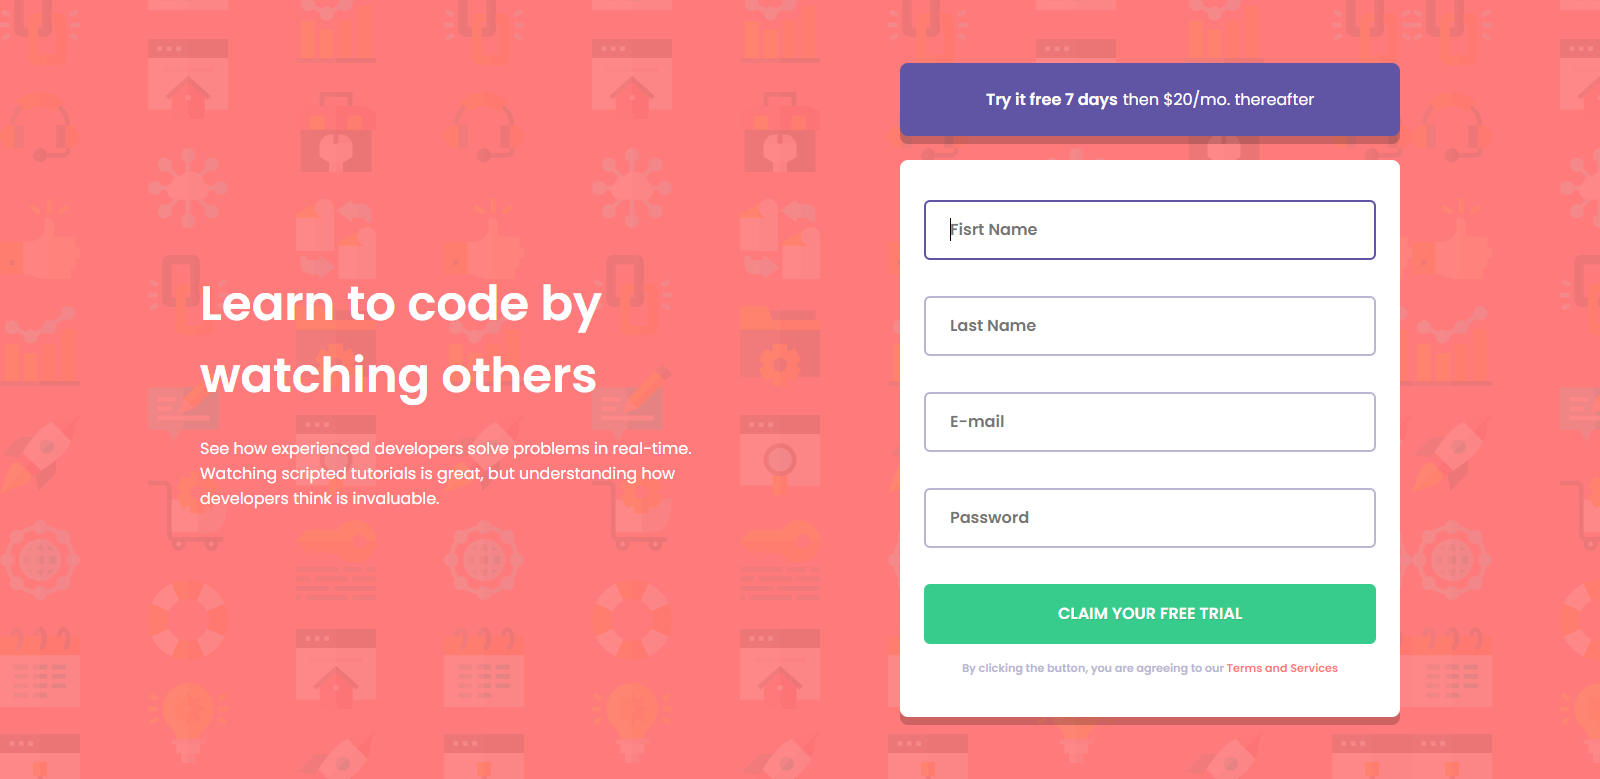 Learn to code by
watching others
See how experienced developers solve problems in real-time.
Watching scripted tutorials is great, but understanding how
developers think is invaluable.
Try it free 7 days then $20/mo. thereafter
Fisrt Name
Last Name
E-mail
Password
CLAIM YOUR FREE TRIAL
By clicking the button, you are agreeing to our Terms and Services